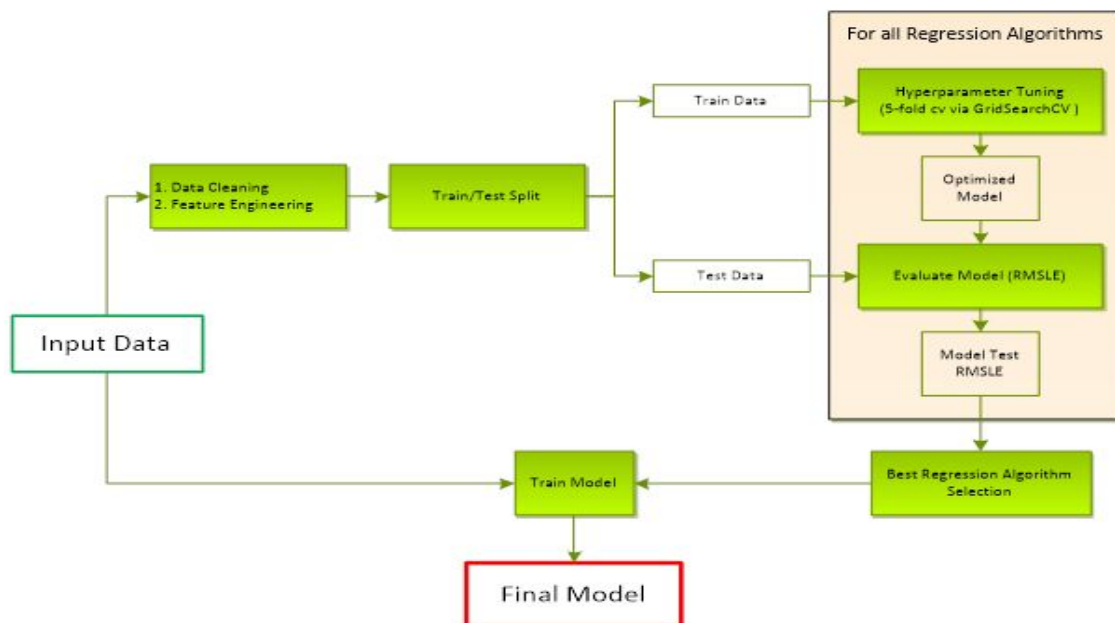 For all Regression Algorithms
Train Data
Hyperparameter Tuning
(5-fold cv via GridSearchCV )
1. Data Cleaning
2. Feature Engineering
Train/Test Split
Optimized
Model
Test Data
Evaluate Model (RMSLE)
Input Data
Model Test
RMSLE
Train Model
Best Regression Algorithm
Selection
Final Model